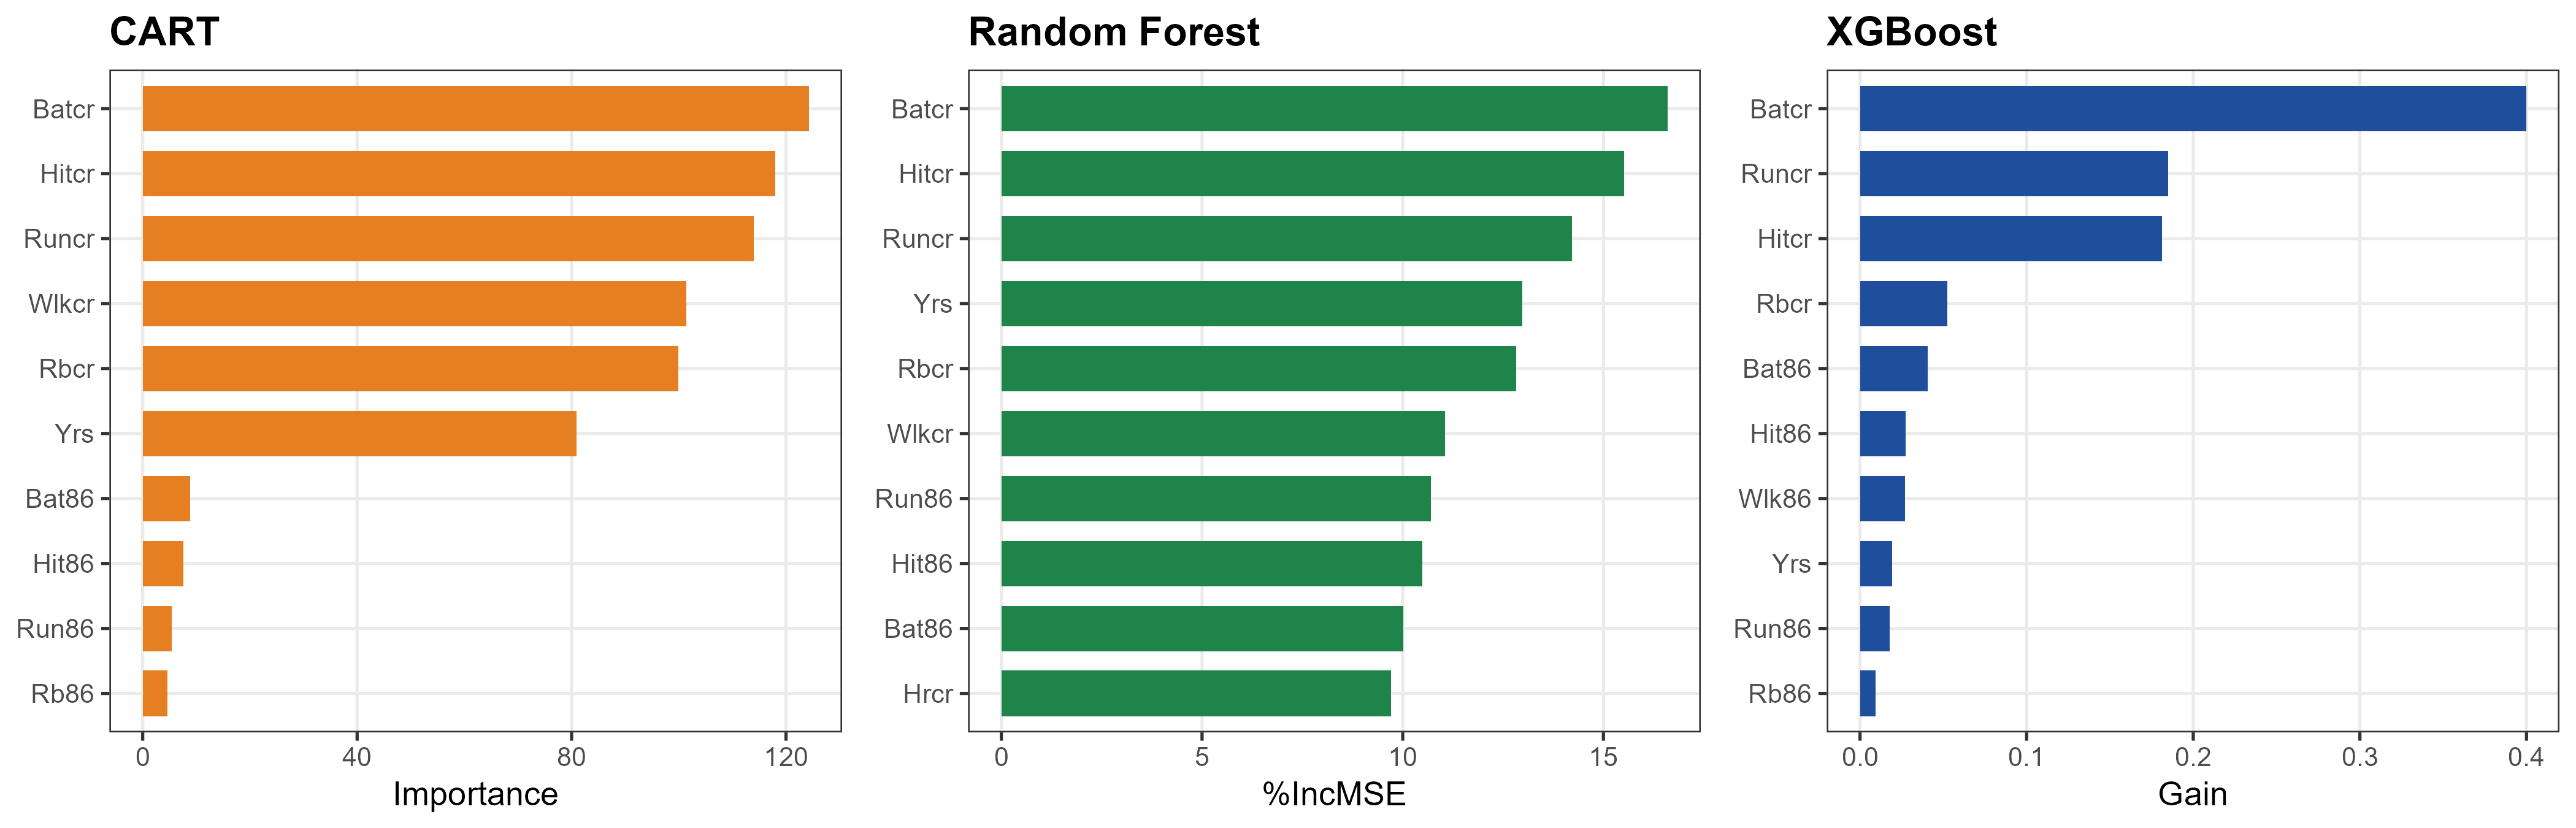 CART
Batcr
Hitcr
Runcr
Wlkcr
Rbcr
Yrs
Bat86
Hit86
Run86
Rb86
0 40 80 120
Importance
Random Forest
Batcr
Hitcr
Runcr
Yrs
Rbcr
Wlkcr
Run86
Hit86
Bat86
Hrcr
0 5 10 15
%IncMSE
XGBoost
Batcr
Runcr
Hitcr
Rbcr
Bat86
Hit86
Wlk86
Yrs
Run86
Rb86
0.0 0.1 0.2 0.3 0.4
Gain